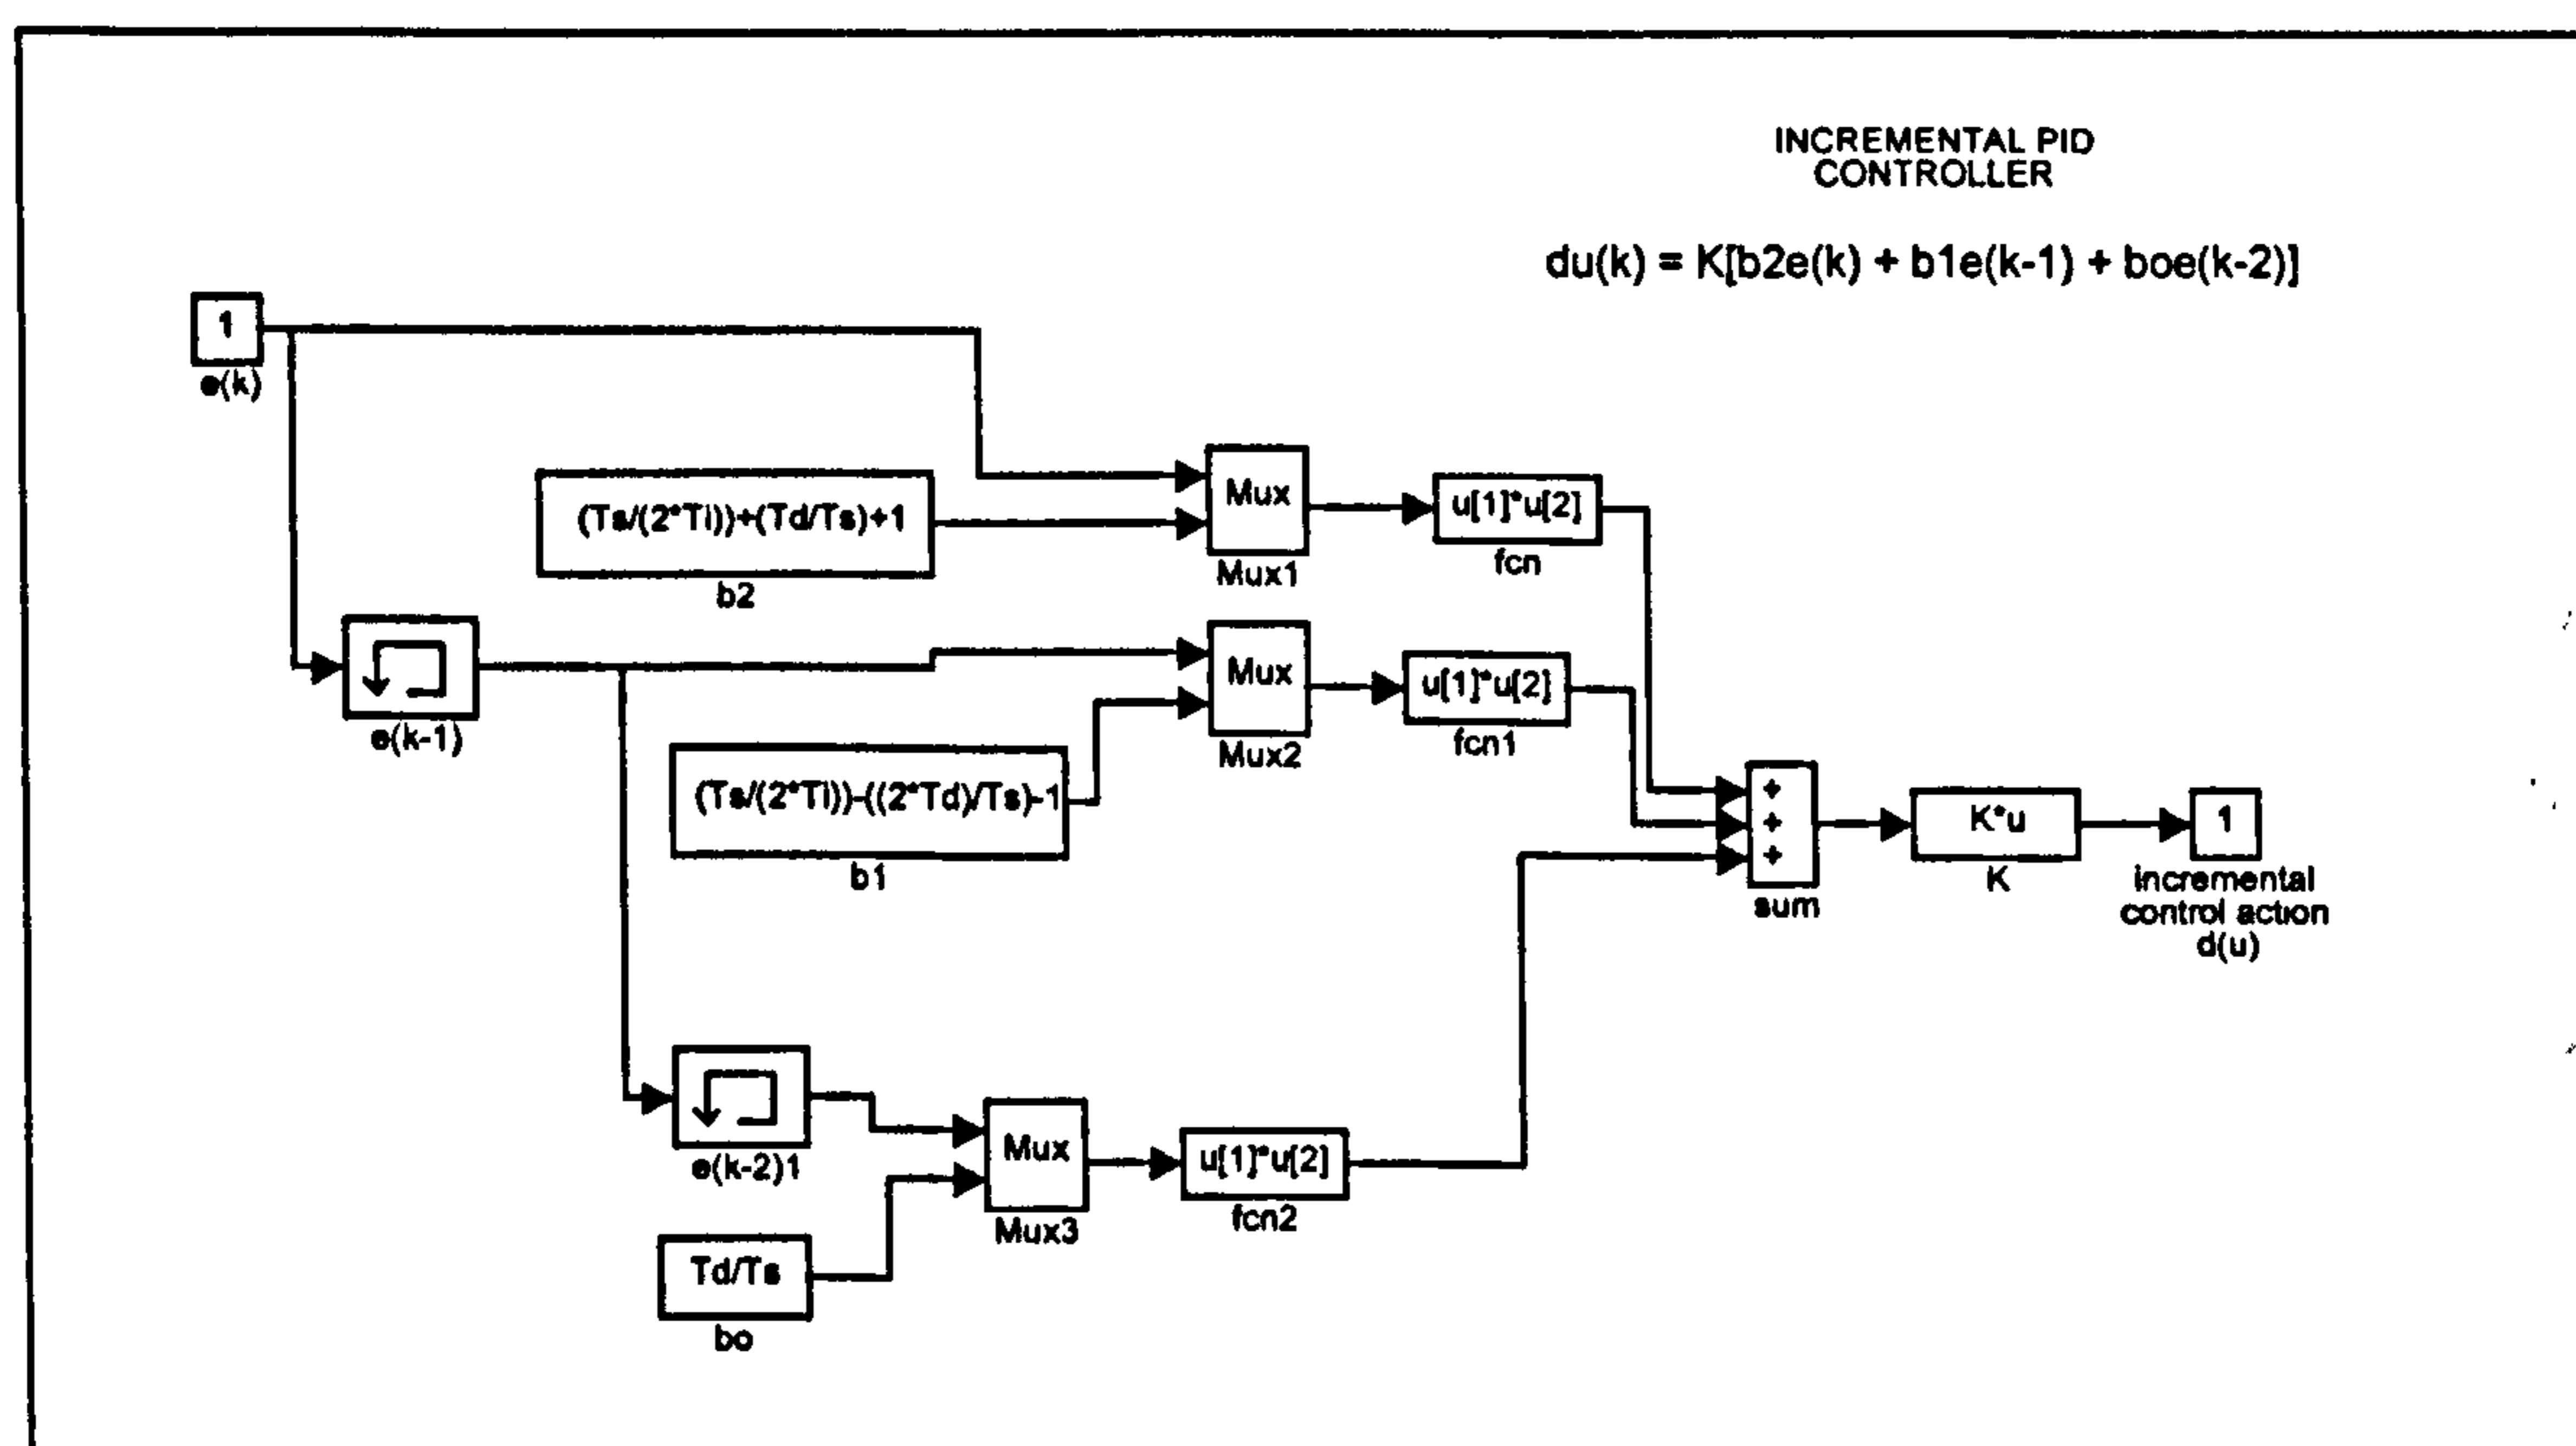 INCREMENTAL PID
CONTROLLER
du(k) = K[b2e(k) + b1e(k-1) + boe(k-2)]
1
e(k)
(Ts/(2*Ti))+(Td/Ts)+1
b2
Mux
Mux1
u[1]*u[2]
fcn
e(k-1)
Mux
Mux2
u[1]*u[2]
fcn1
(Ts/(2*Ti))-((2*Td)/Ts)-1
b1
+
+
+
sum
K*u
K
1
incremental
control action
d(u)
e(k-2)1
Mux
Mux3
u[1]*u[2]
fcn2
Td/Ts
bo